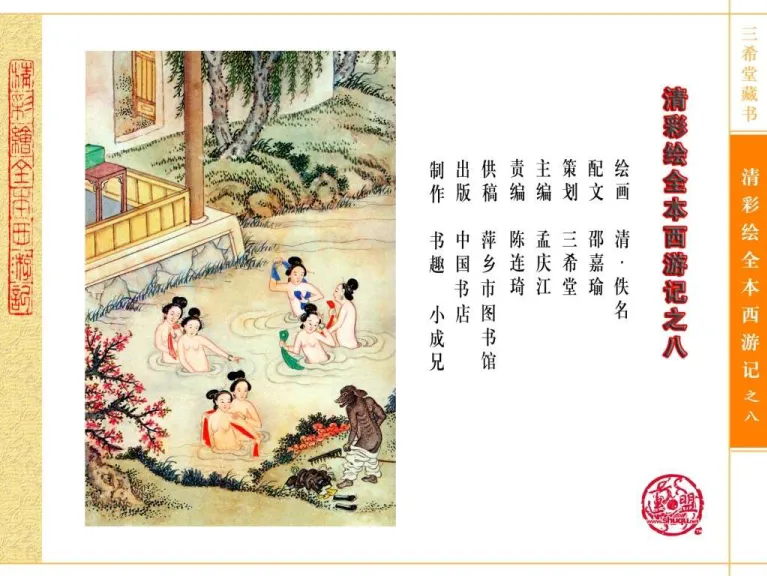 清彩绘全本西游记
清彩绘全本西游记之八
绘画 清·佚名
配文 邵嘉瑜
策划 三希堂
主编 孟庆江
责编 陈连琦
供稿 萍乡市图书馆
出版 中国书店
制作 书趣 小成兄
三希堂藏书
清彩绘全本西游记之八
盟
www.shuqu.net